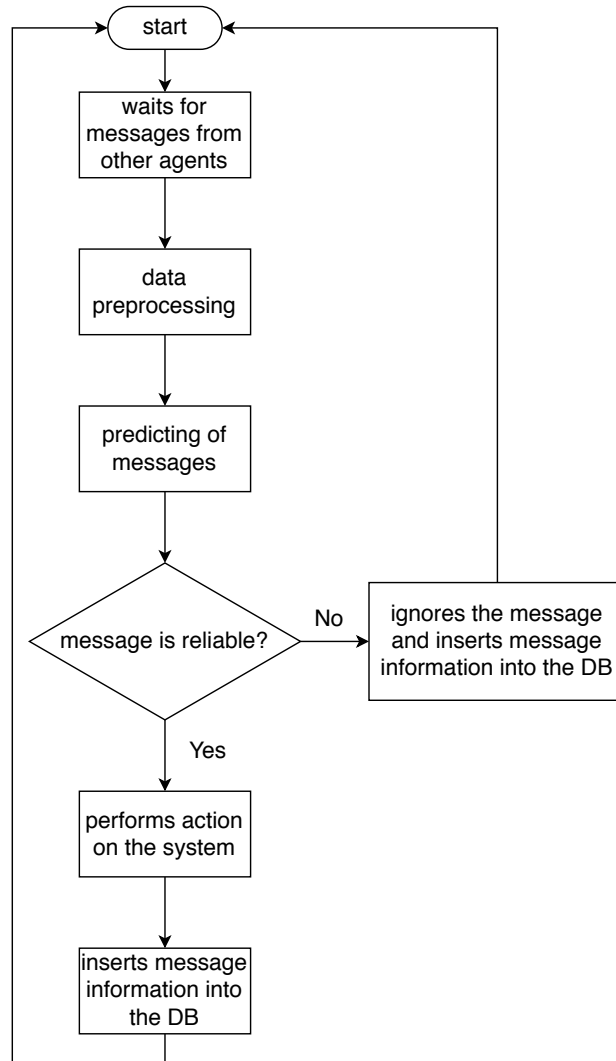 start
waits for
messages from
other agents
data
preprocessing
predicting of
messages
message is reliable?
No
ignores the message
and inserts message
information into the DB
Yes
performs action
on the system
inserts message
information into
the DB